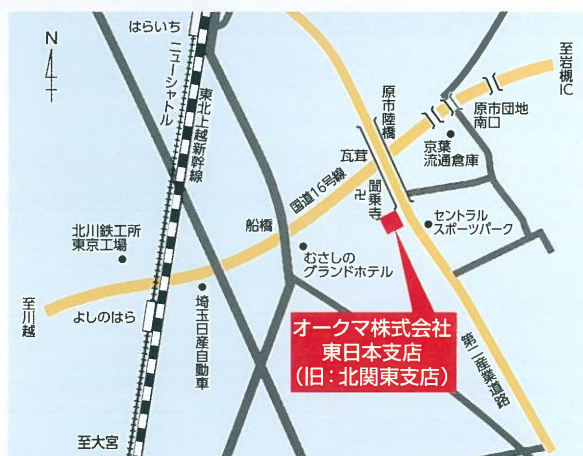 はらいち
N
ニューシャトル
東北上越新幹線
至岩槻IC
原市陸橋
原市団地
南口
京葉
流通倉庫
瓦葺
聞乗寺
卍
国道16号線
船橋
セントラル
スポーツパーク
北川鉄工所
東京工場
むさしの
グランドホテル
至川越
よしのはら
埼玉日産自動車
オークマ株式会社
東日本支店
（旧：北関東支店）
第二産業道路
至大宮